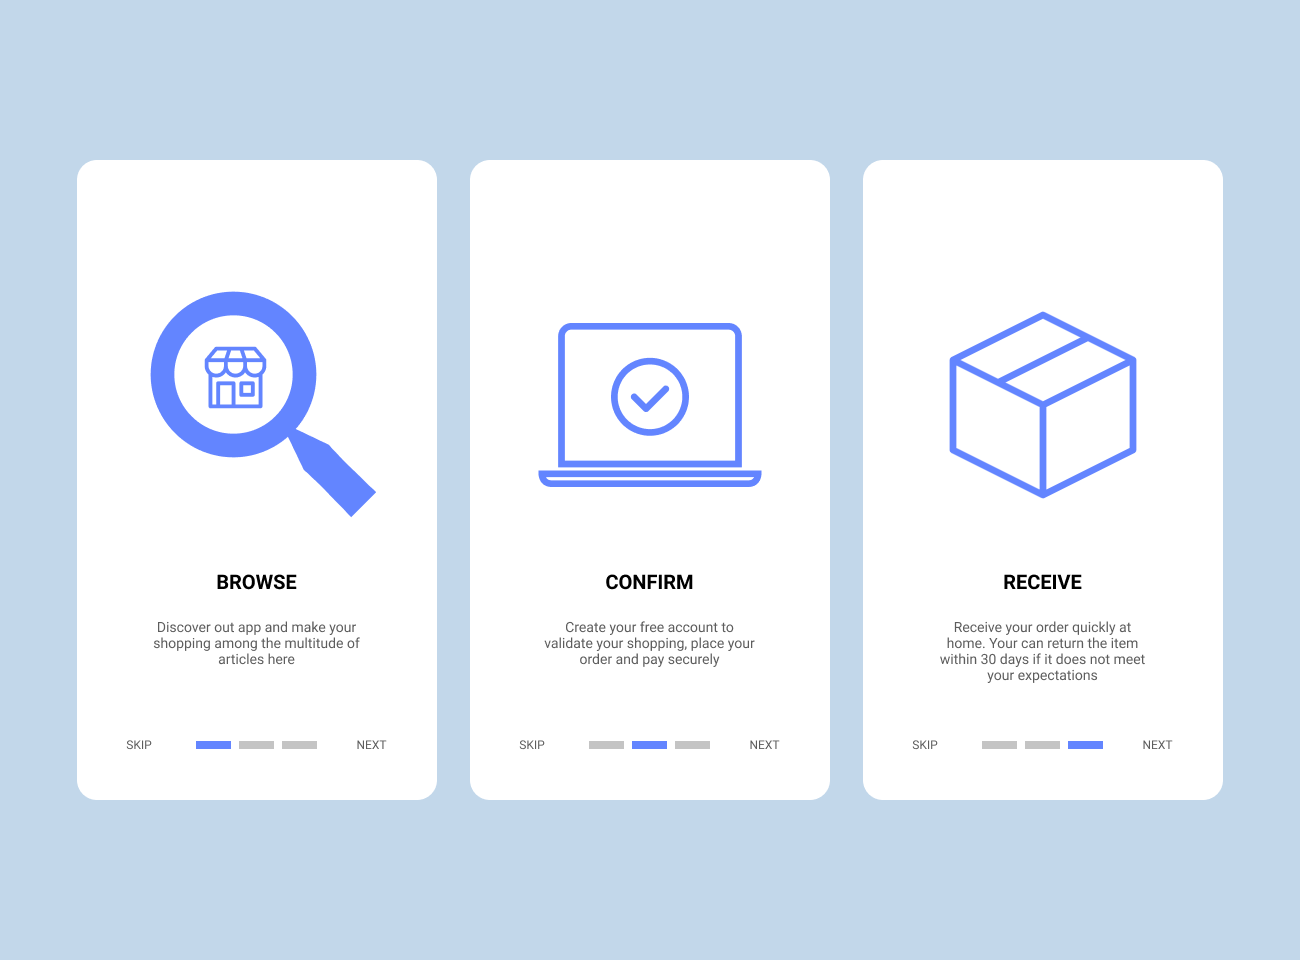 BROWSE
Discover out app and make your
shopping among the multitude of
articles here
SKIP
NEXT
CONFIRM
Create your free account to
validate your shopping, place your
order and pay securely
SKIP
NEXT
RECEIVE
Receive your order quickly at
home. Your can return the item
within 30 days if it does not meet
your expectations
SKIP
NEXT